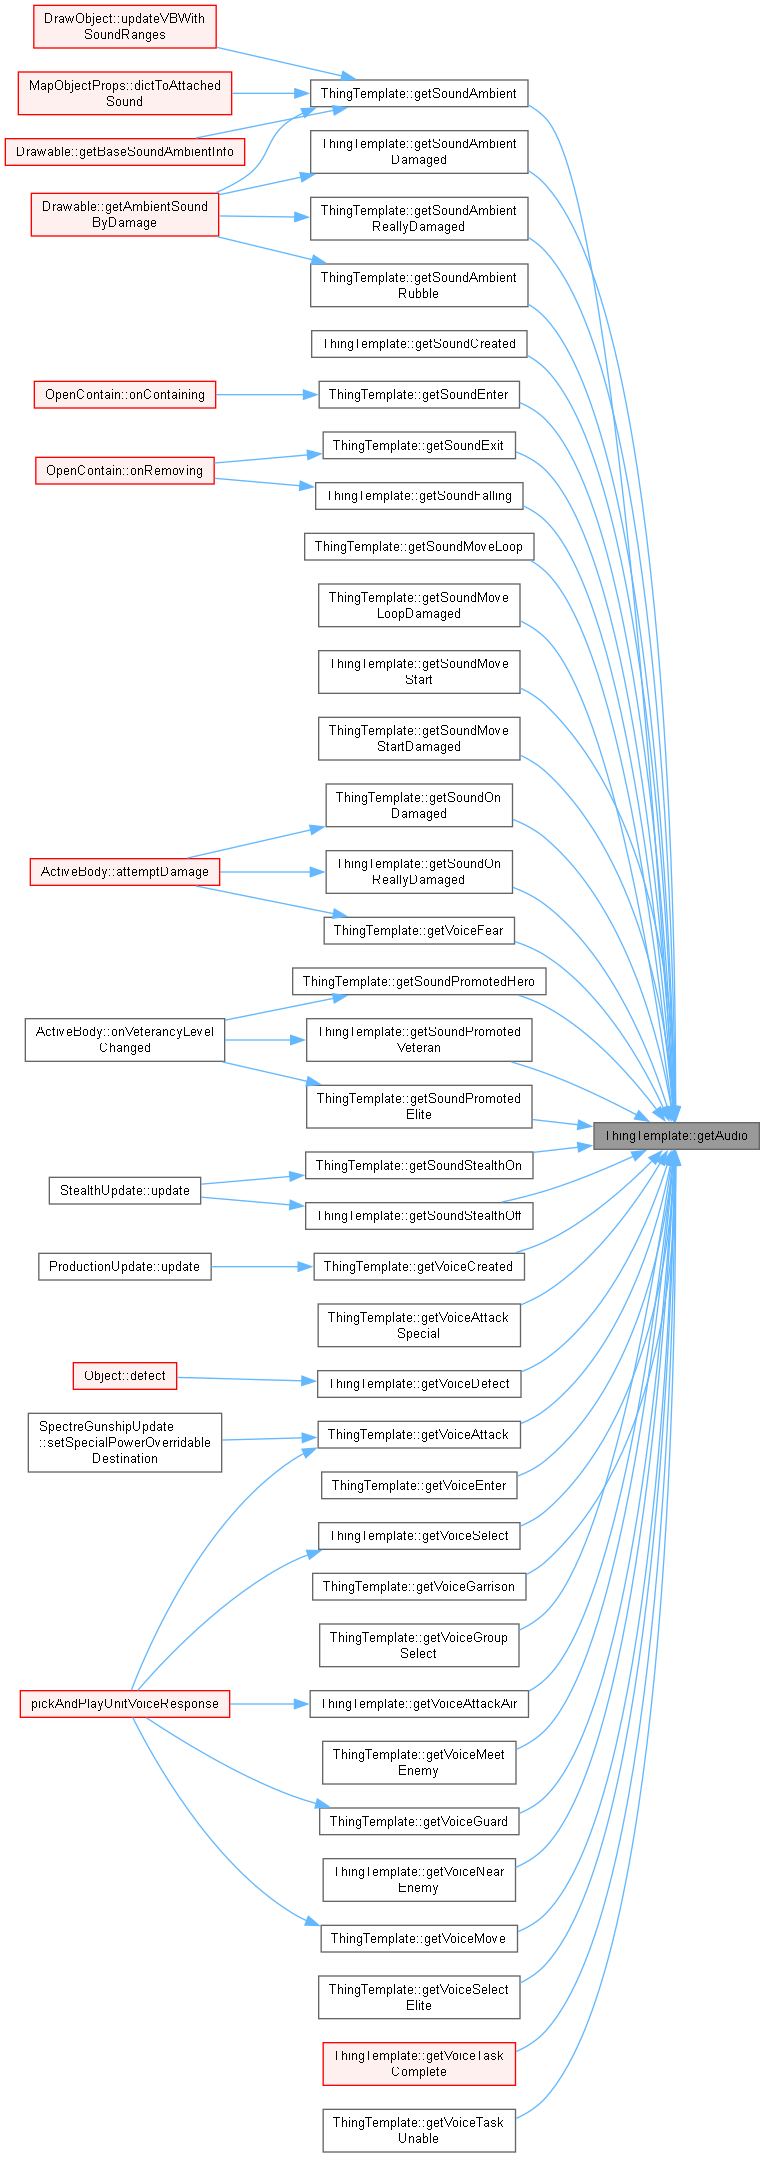 DrawObject::updateVBWith
SoundRanges
MapObjectProps::dictToAttached
Sound
Drawable::getBaseSoundAmbientInfo
Drawable::getAmbientSound
ByDamage
OpenContain::onContaining
OpenContain::onRemoving
ActiveBody::attemptDamage
ActiveBody::onVeterancyLevel
Changed
StealthUpdate::update
ProductionUpdate::update
Object::defect
SpectreGunshipUpdate
::setSpecialPowerOverridable
Destination
pickAndPlayUnitVoiceResponse
ThingTemplate::getSoundAmbient
ThingTemplate::getSoundAmbient
Damaged
ThingTemplate::getSoundAmbient
ReallyDamaged
ThingTemplate::getSoundAmbient
Rubble
ThingTemplate::getSoundCreated
ThingTemplate::getSoundEnter
ThingTemplate::getSoundExit
ThingTemplate::getSoundFalling
ThingTemplate::getSoundMoveLoop
ThingTemplate::getSoundMove
LoopDamaged
ThingTemplate::getSoundMove
Start
ThingTemplate::getSoundMove
StartDamaged
ThingTemplate::getSoundOn
Damaged
ThingTemplate::getSoundOn
ReallyDamaged
ThingTemplate::getVoiceFear
ThingTemplate::getSoundPromotedHero
ThingTemplate::getSoundPromoted
Veteran
ThingTemplate::getSoundPromoted
Elite
ThingTemplate::getSoundStealthOn
ThingTemplate::getSoundStealthOff
ThingTemplate::getVoiceCreated
ThingTemplate::getVoiceAttack
Special
ThingTemplate::getVoiceDefect
ThingTemplate::getVoiceAttack
ThingTemplate::getVoiceEnter
ThingTemplate::getVoiceSelect
ThingTemplate::getVoiceGarrison
ThingTemplate::getVoiceGroup
Select
ThingTemplate::getVoiceAttackAir
ThingTemplate::getVoiceMeet
Enemy
ThingTemplate::getVoiceGuard
ThingTemplate::getVoiceNear
Enemy
ThingTemplate::getVoiceMove
ThingTemplate::getVoiceSelect
Elite
ThingTemplate::getVoiceTask
Complete
ThingTemplate::getVoiceTask
Unable
ThingTemplate::getAudio